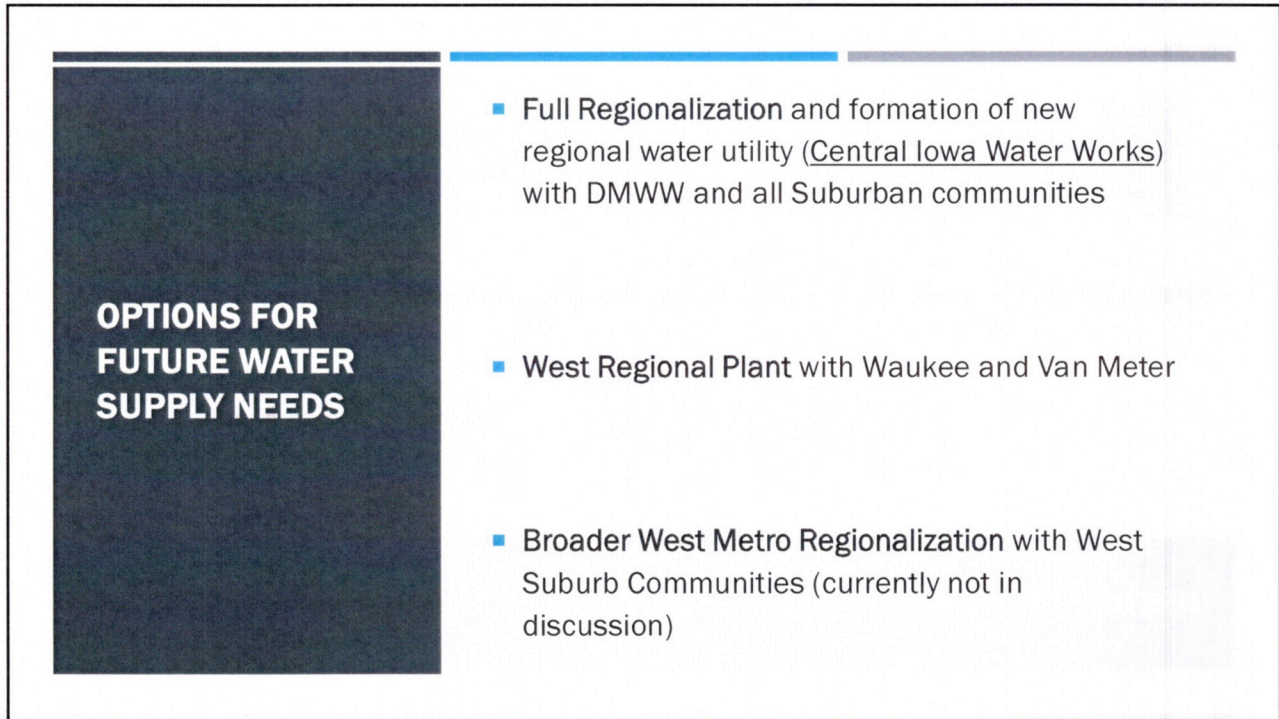 OPTIONS FOR
FUTURE WATER
SUPPLY NEEDS
▪ Full Regionalization and formation of new
regional water utility (Central Iowa Water Works)
with DMWW and all Suburban communities
▪ West Regional Plant with Waukee and Van Meter
▪ Broader West Metro Regionalization with West
Suburb Communities (currently not in
discussion)